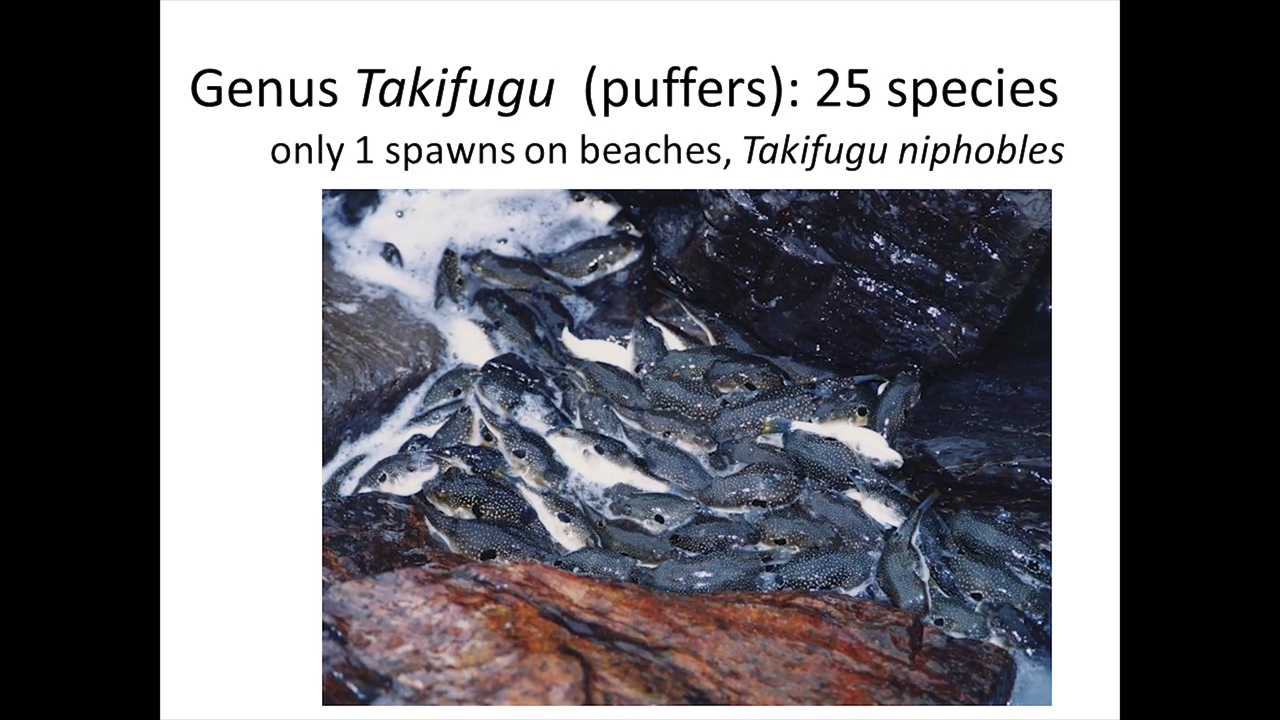 Genus Takifugu (puffers): 25 species
only 1 spawns on beaches, Takifugu niphobles